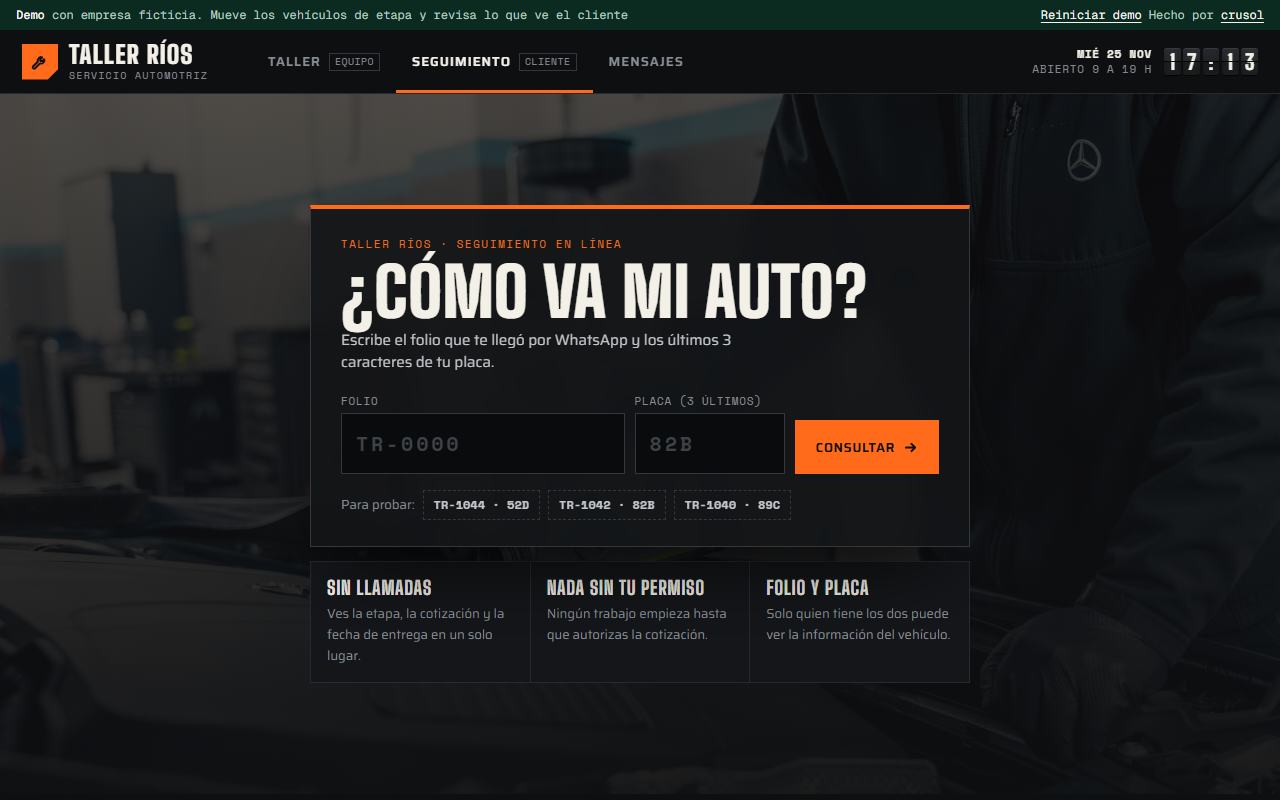 Demo con empresa ficticia. Mueve los vehículos de etapa y revisa lo que ve el cliente
Reiniciar demo Hecho por crusol
TALLER RÍOS
SERVICIO AUTOMOTRIZ
TALLER EQUIPO
SEGUIMIENTO CLIENTE
MENSAJES
MIÉ 25 NOV
ABIERTO 9 A 19 H
17:13
TALLER RÍOS · SEGUIMIENTO EN LÍNEA
¿CÓMO VA MI AUTO?
Escribe el folio que te llegó por WhatsApp y los últimos 3
caracteres de tu placa.
FOLIO
PLACA (3 ÚLTIMOS)
TR-0000
82B
CONSULTAR →
Para probar: TR-1044 · 52D TR-1042 · 82B TR-1040 · 89C
SIN LLAMADAS
Ves la etapa, la cotización y la
fecha de entrega en un solo
lugar.
NADA SIN TU PERMISO
Ningún trabajo empieza hasta
que autorizas la cotización.
FOLIO Y PLACA
Solo quien tiene los dos puede
ver la información del vehículo.